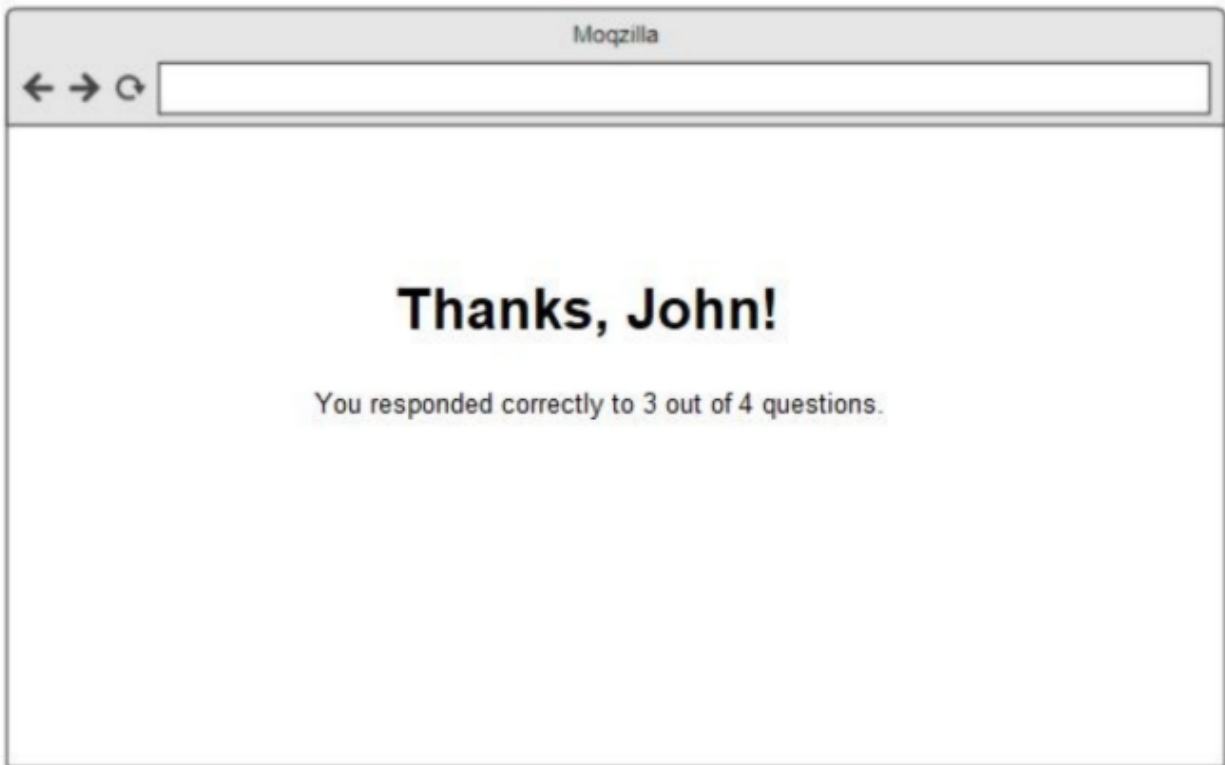 Moqzilla
Thanks, John!
You responded correctly to 3 out of 4 questions.